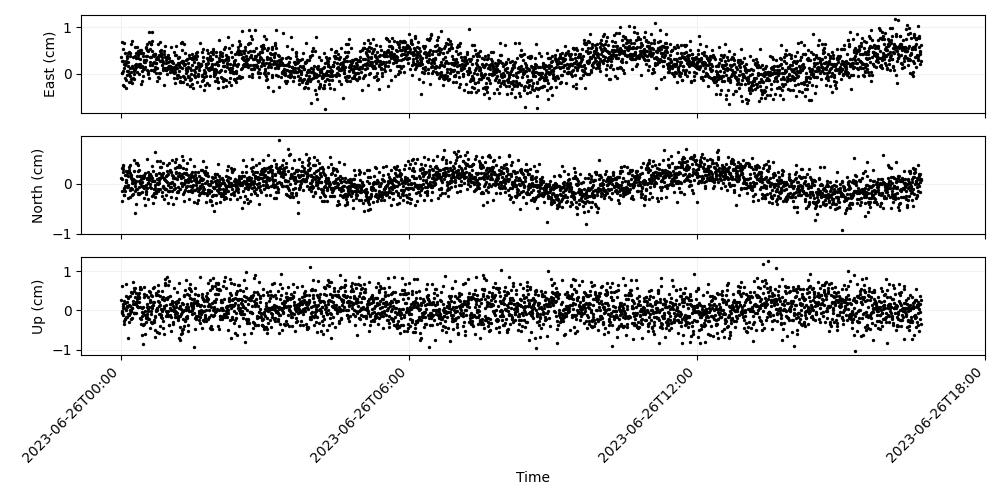 East (cm)
1
0
North (cm)
0
−1
Up (cm)
1
0
−1
2023-06-26T00:00
2023-06-26T06:00
2023-06-26T12:00
2023-06-26T18:00
Time